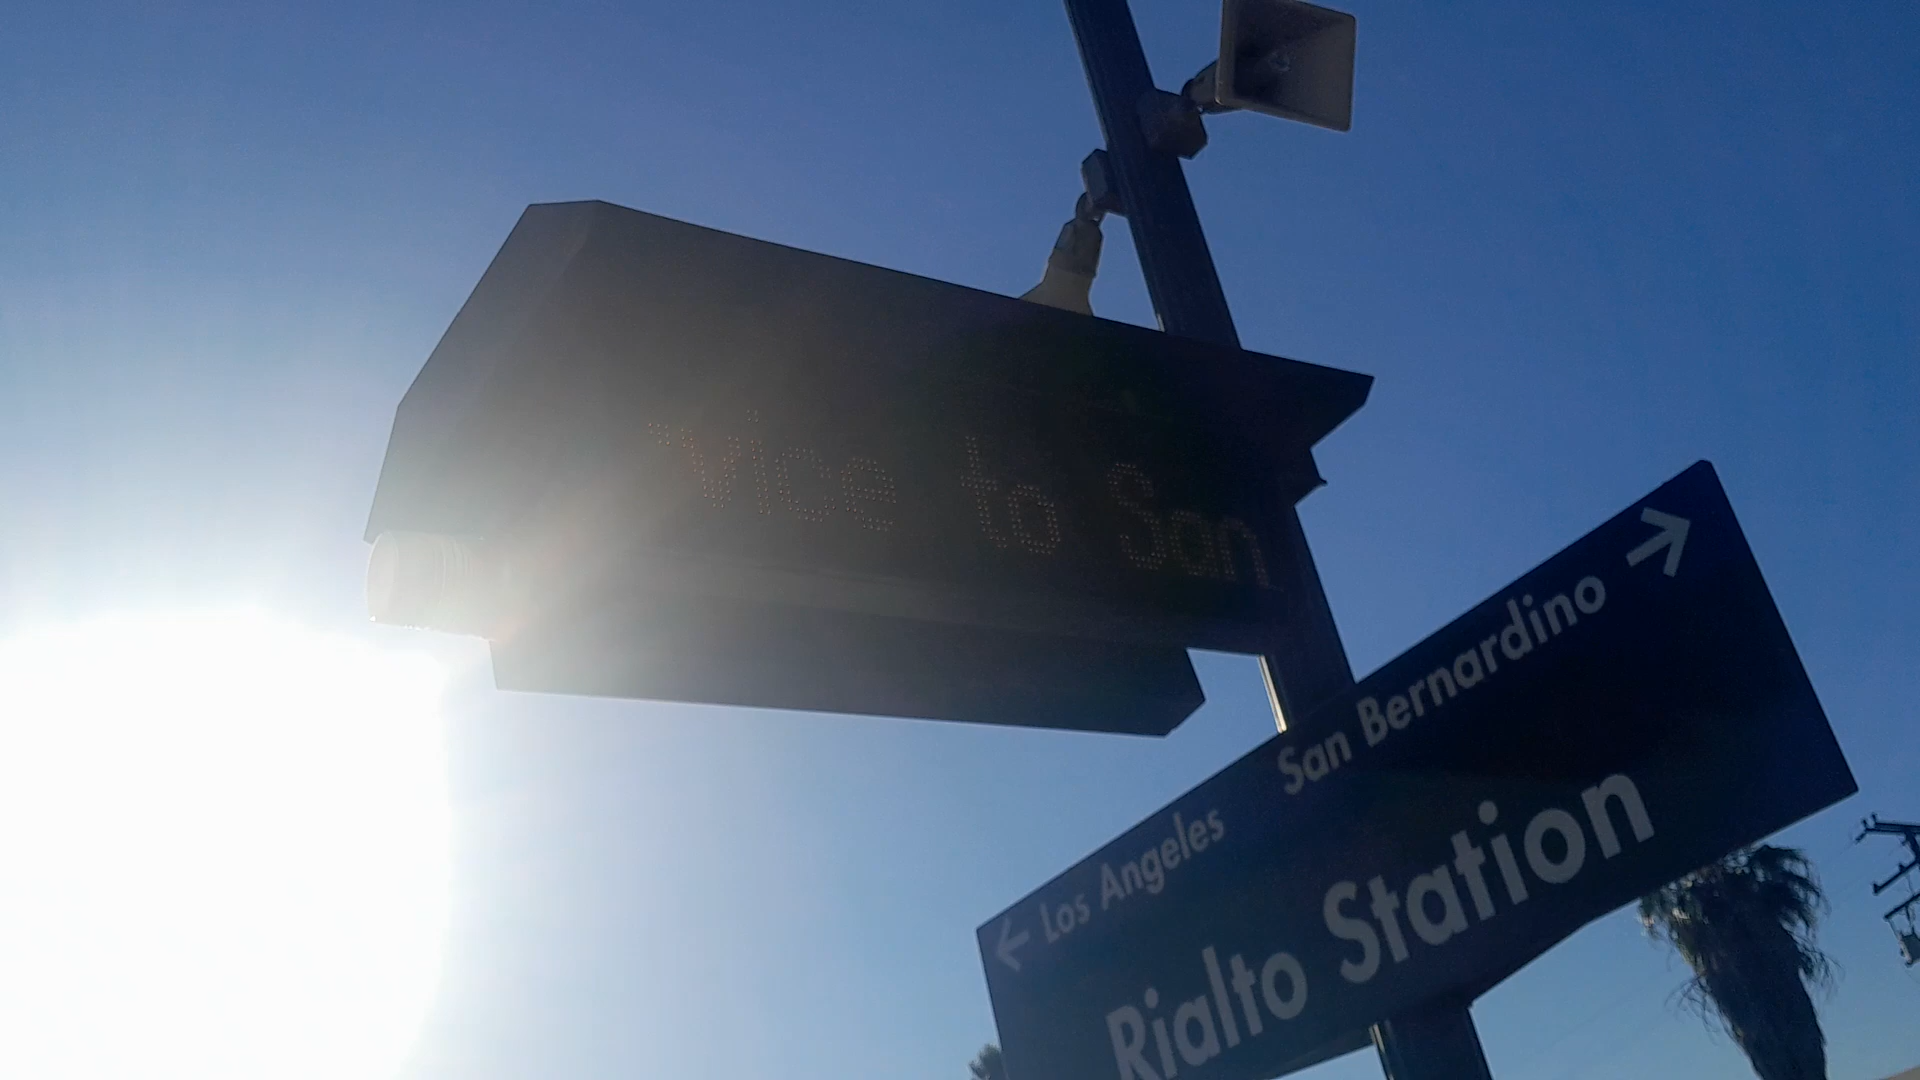 vice to San
San Bernardino →
← Los Angeles
Rialto Station